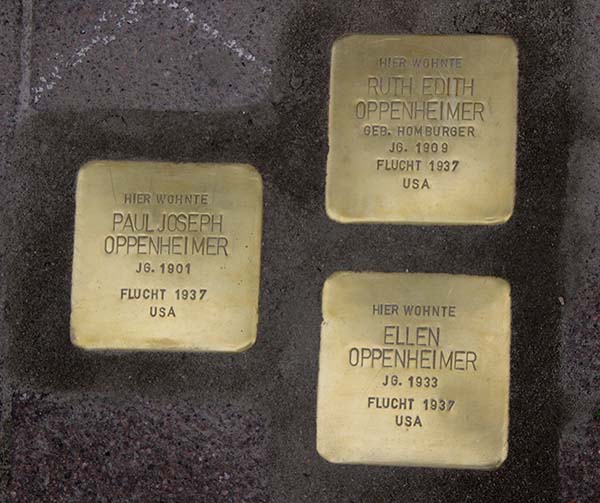 HIER WOHNTE
PAUL JOSEPH
OPPENHEIMER
JG. 1901
FLUCHT 1937
USA
HIER WOHNTE
RUTH EDITH
OPPENHEIMER
GEB. HOMBURGER
JG. 1909
FLUCHT 1937
USA
HIER WOHNTE
ELLEN
OPPENHEIMER
JG. 1933
FLUCHT 1937
USA